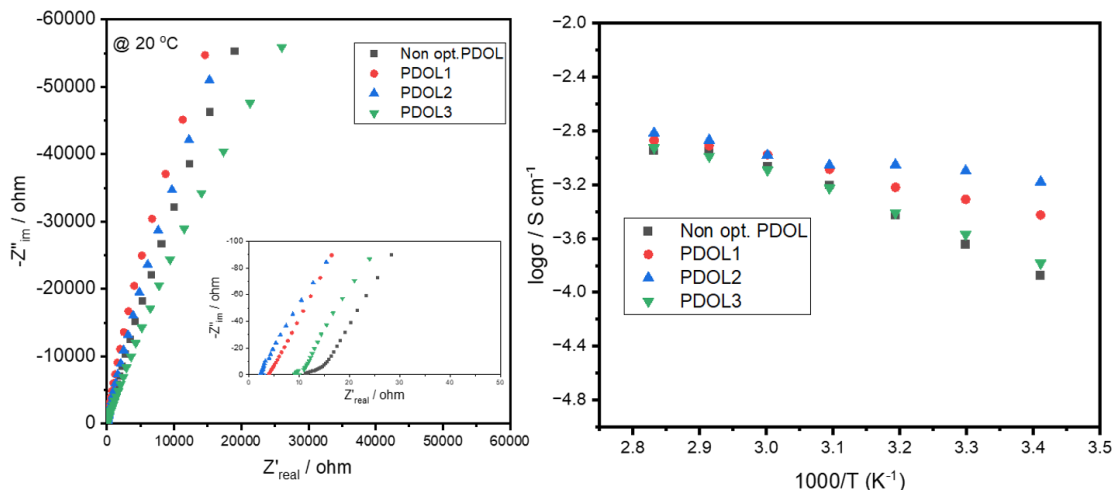 -60000
-50000
-40000
-30000
-20000
-10000
0
-Z''im / ohm
@ 20 °C
Non opt.PDOL
PDOL1
PDOL2
PDOL3
-100
-80
-60
-40
-20
0
-Z''im / ohm
0 10 20 30 40 50
Z'real / ohm
0 10000 20000 30000 40000 50000 60000
Z'real / ohm
−2.0
−2.4
−2.8
−3.2
−3.6
−4.0
−4.8
logσ / S cm-1
Non opt. PDOL
PDOL1
PDOL2
PDOL3
2.8 2.9 3.0 3.1 3.2 3.3 3.4 3.5
1000/T (K-1)